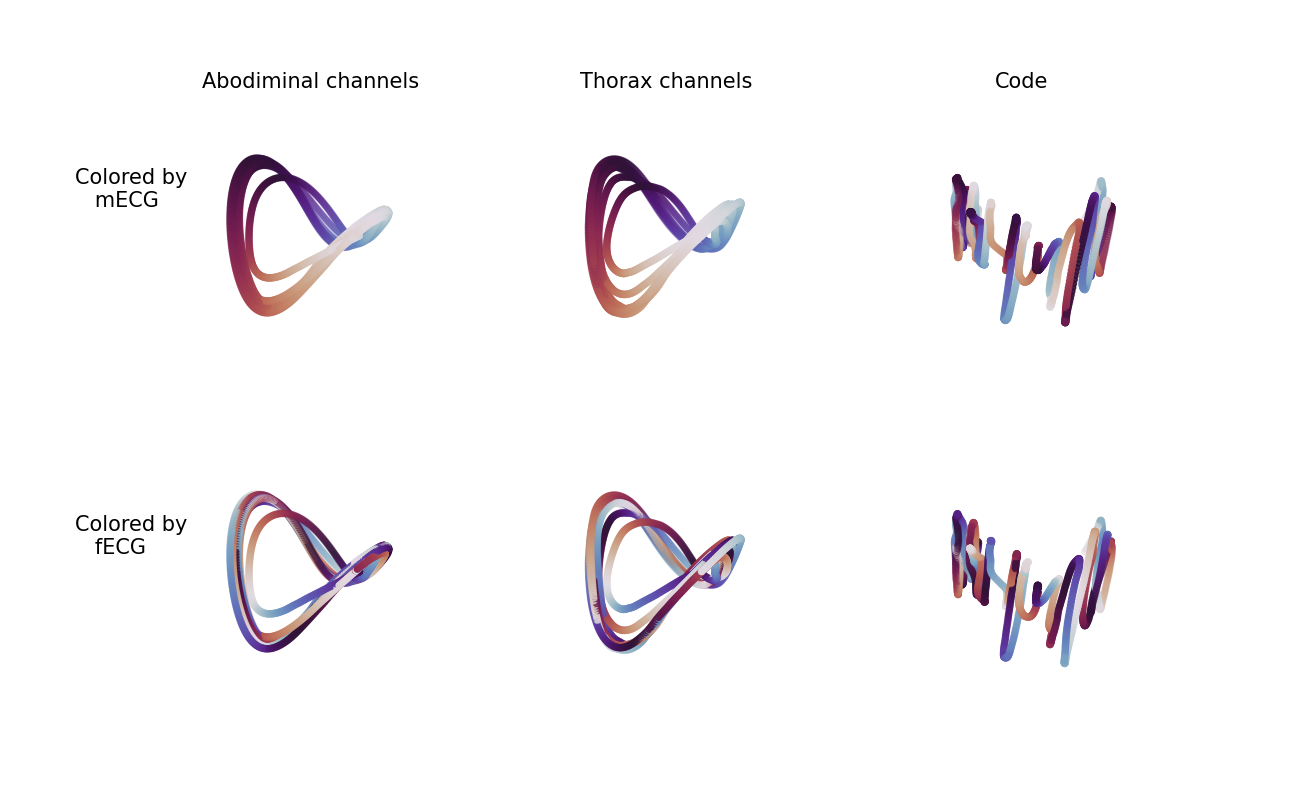 Abodiminal channels
Thorax channels
Code
Colored by
mECG
Colored by
fECG